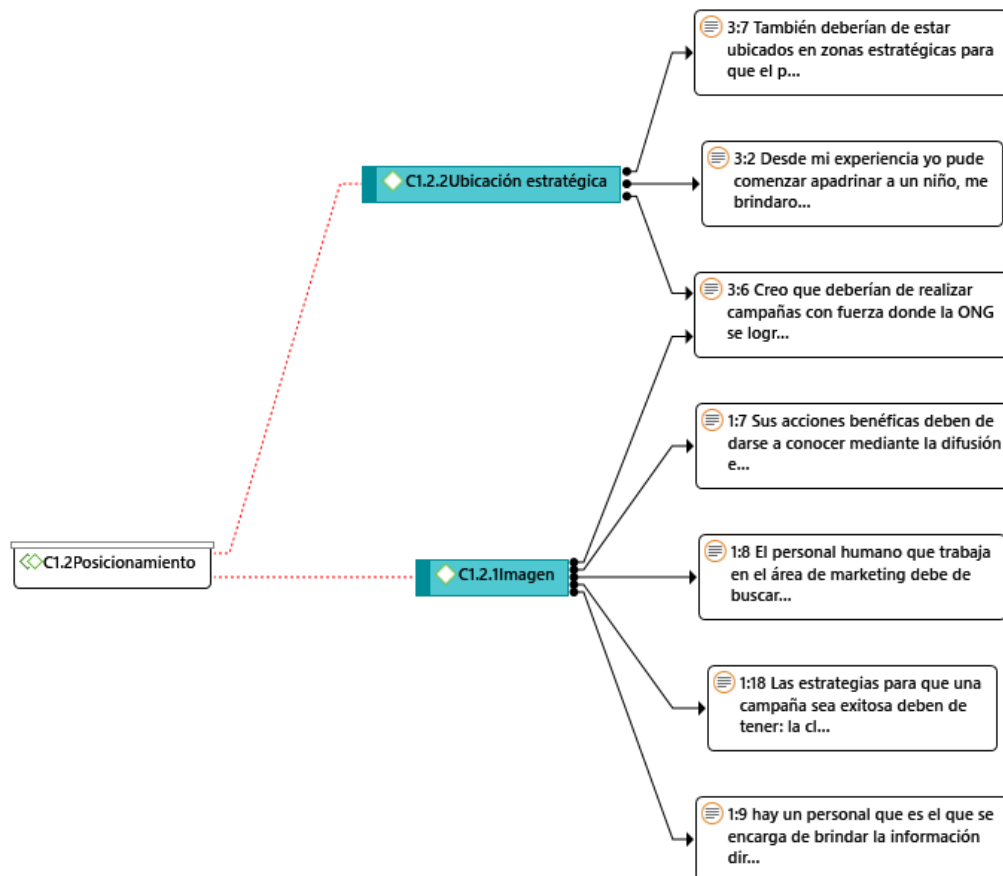 3:7 También deberían de estar
ubicados en zonas estratégicas para
que el p...
C1.2.2Ubicación estratégica
3:2 Desde mi experiencia yo pude
comenzar apadrinar a un niño, me
brindaro...
3:6 Creo que deberían de realizar
campañas con fuerza donde la ONG
se logr...
1:7 Sus acciones benéficas deben de
darse a conocer mediante la difusión
e...
C1.2Posicionamiento
C1.2.1Imagen
1:8 El personal humano que trabaja
en el área de marketing debe de
buscar...
1:18 Las estrategias para que una
campaña sea exitosa deben de
tener: la cl...
1:9 hay un personal que es el que se
encarga de brindar la información
dir...